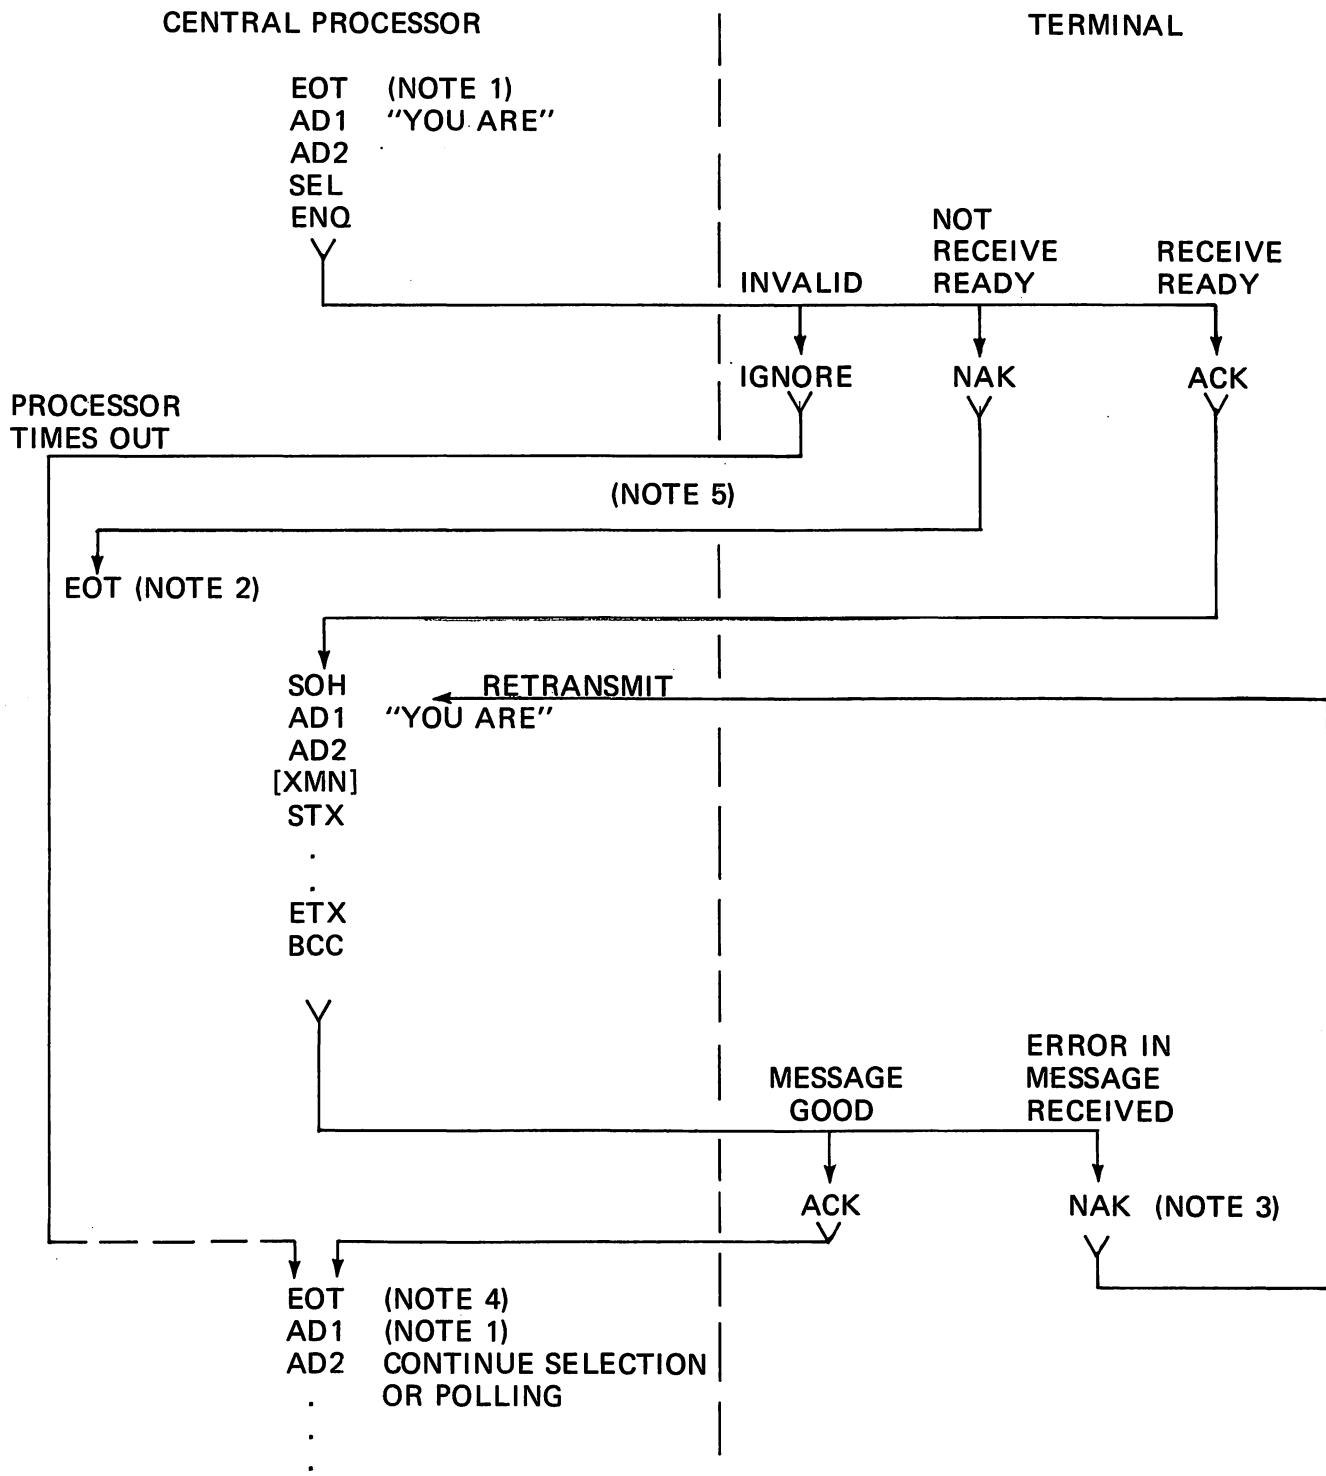 CENTRAL PROCESSOR
TERMINAL
EOT (NOTE 1)
AD1 "YOU ARE"
AD2
SEL
ENQ
INVALID
NOT
RECEIVE
READY
RECEIVE
READY
IGNORE
NAK
ACK
PROCESSOR
TIMES OUT
(NOTE 5)
EOT (NOTE 2)
RETRANSMIT
SOH
AD1 "YOU ARE"
AD2
[XMN]
STX
.
.
ETX
BCC
MESSAGE
GOOD
ERROR IN
MESSAGE
RECEIVED
ACK
NAK (NOTE 3)
EOT (NOTE 4)
AD1 (NOTE 1)
AD2 CONTINUE SELECTION
OR POLLING
.
.
.